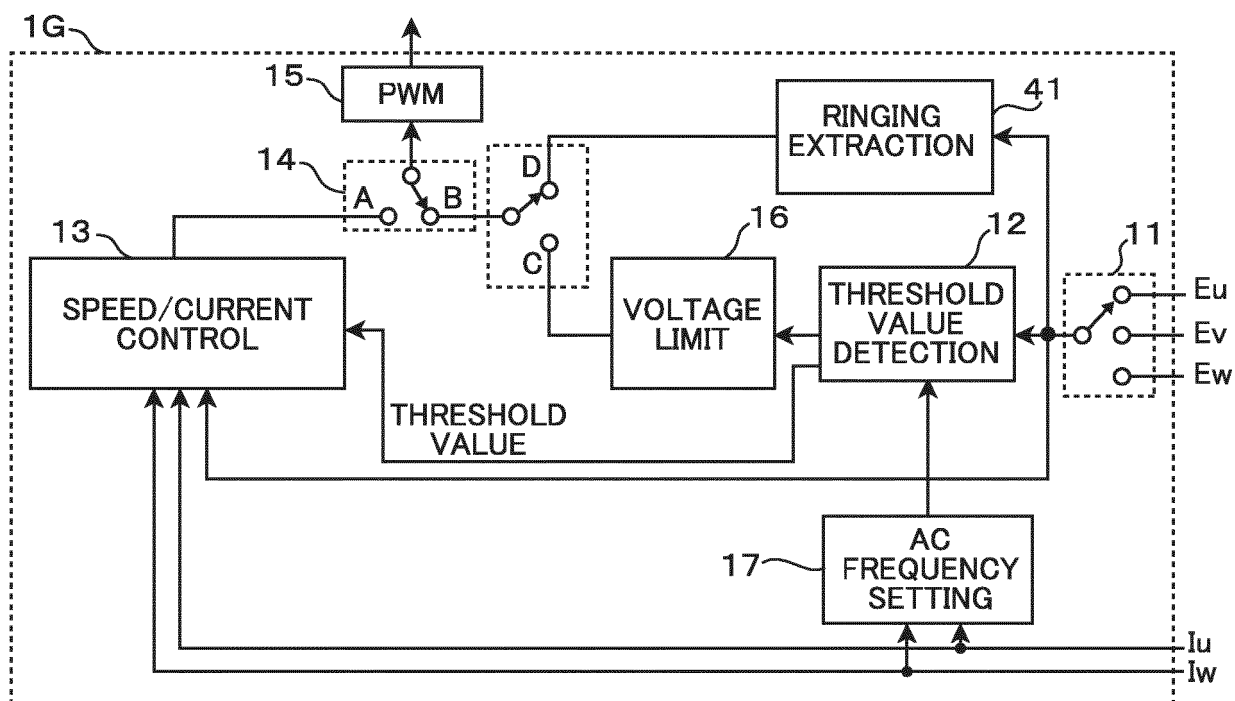 1G
15
PWM
RINGING
EXTRACTION
41
14
A
B
D
C
13
SPEED/CURRENT
CONTROL
16
VOLTAGE
LIMIT
12
THRESHOLD
VALUE
DETECTION
11
Eu
Ev
Ew
THRESHOLD
VALUE
17
AC
FREQUENCY
SETTING
Iu
Iw